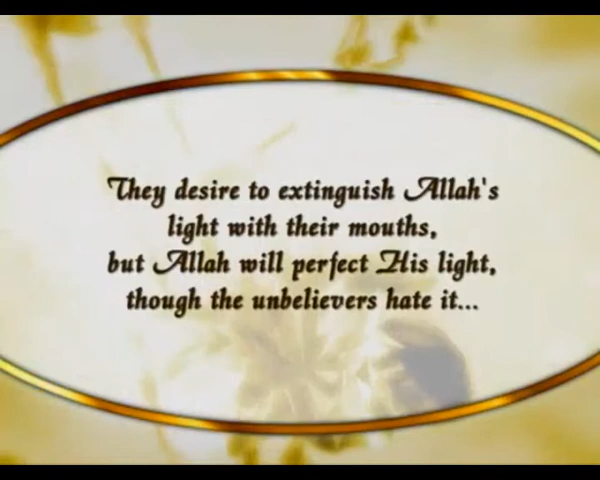 They desire to extinguish Allah's
light with their mouths,
but Allah will perfect His light,
though the unbelievers hate it...